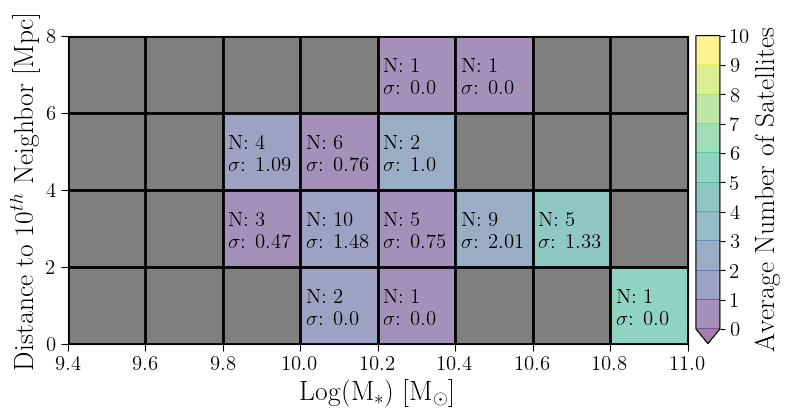 Distance to 10^{th} Neighbor [Mpc]
8
6
4
2
0
N: 1
σ: 0.0
N: 1
σ: 0.0
N: 4
σ: 1.09
N: 6
σ: 0.76
N: 2
σ: 1.0
N: 3
σ: 0.47
N: 10
σ: 1.48
N: 5
σ: 0.75
N: 9
σ: 2.01
N: 5
σ: 1.33
N: 2
σ: 0.0
N: 1
σ: 0.0
N: 1
σ: 0.0
9.4 9.6 9.8 10.0 10.2 10.4 10.6 10.8 11.0
Log(M_*) [M_⊙]
10
9
8
7
6
5
4
3
2
1
0
Average Number of Satellites